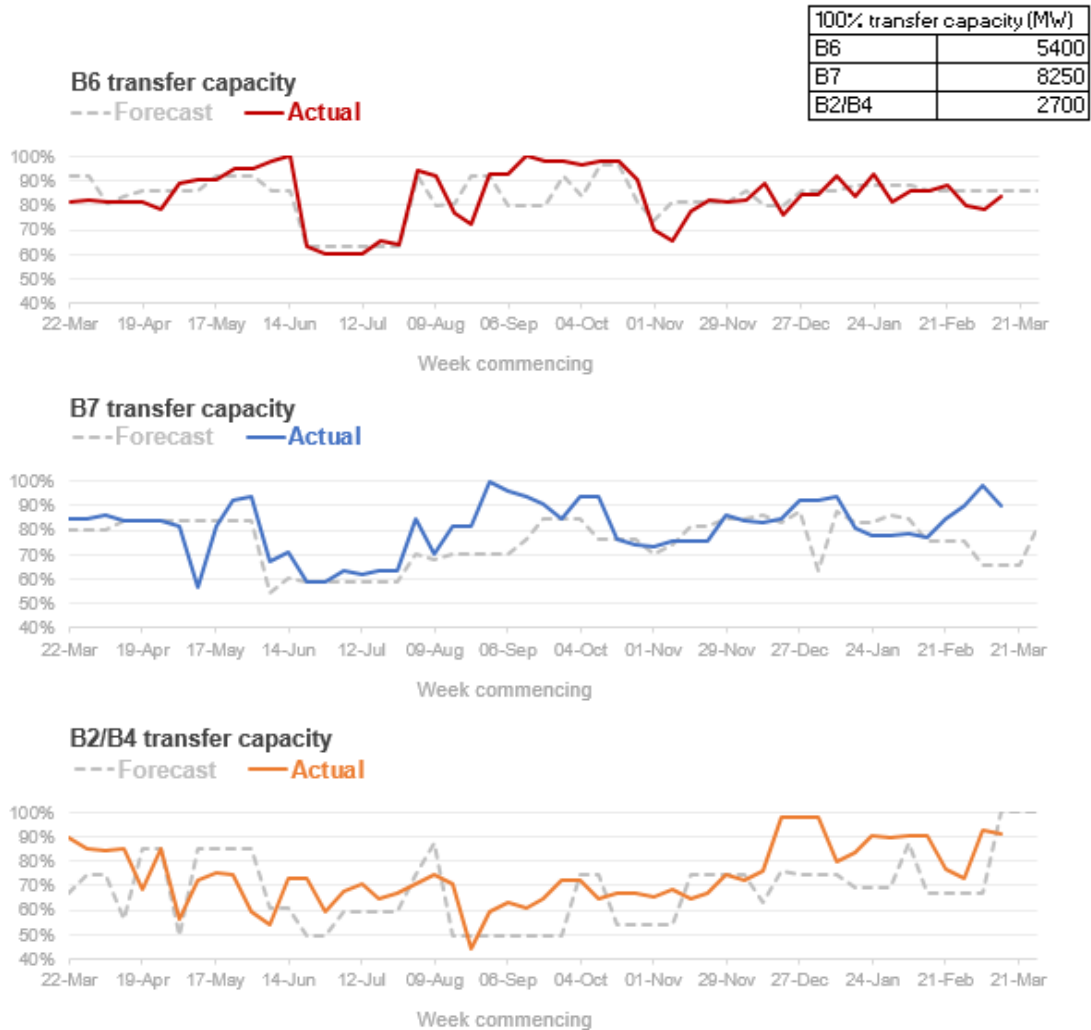 100% transfer capacity (MW)
B6 5400
B7 8250
B2/B4 2700
B6 transfer capacity
Forecast Actual
100%
90%
80%
70%
60%
50%
40%
22-Mar 19-Apr 17-May 14-Jun 12-Jul 09-Aug 06-Sep 04-Oct 01-Nov 29-Nov 27-Dec 24-Jan 21-Feb 21-Mar
Week commencing
B7 transfer capacity
Forecast Actual
100%
90%
80%
70%
60%
50%
40%
22-Mar 19-Apr 17-May 14-Jun 12-Jul 09-Aug 06-Sep 04-Oct 01-Nov 29-Nov 27-Dec 24-Jan 21-Feb 21-Mar
Week commencing
B2/B4 transfer capacity
Forecast Actual
100%
90%
80%
70%
60%
50%
40%
22-Mar 19-Apr 17-May 14-Jun 12-Jul 09-Aug 06-Sep 04-Oct 01-Nov 29-Nov 27-Dec 24-Jan 21-Feb 21-Mar
Week commencing